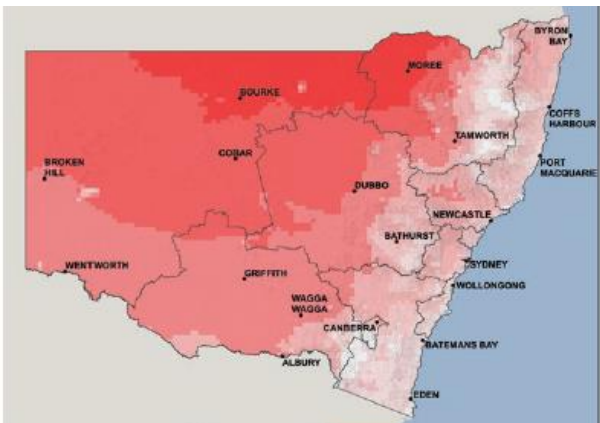 BYRON
BAY
MOREE
BOURKE
COFFS
HARBOUR
TAMWORTH
COBAR
PORT
MACQUARIE
BROKEN
HILL
DUBBO
NEWCASTLE
BATHURST
SYDNEY
WENTWORTH
GRIFFITH
WOLLONGONG
WAGGA
WAGGA
CANBERRA
BATEMANS BAY
ALBURY
EDEN